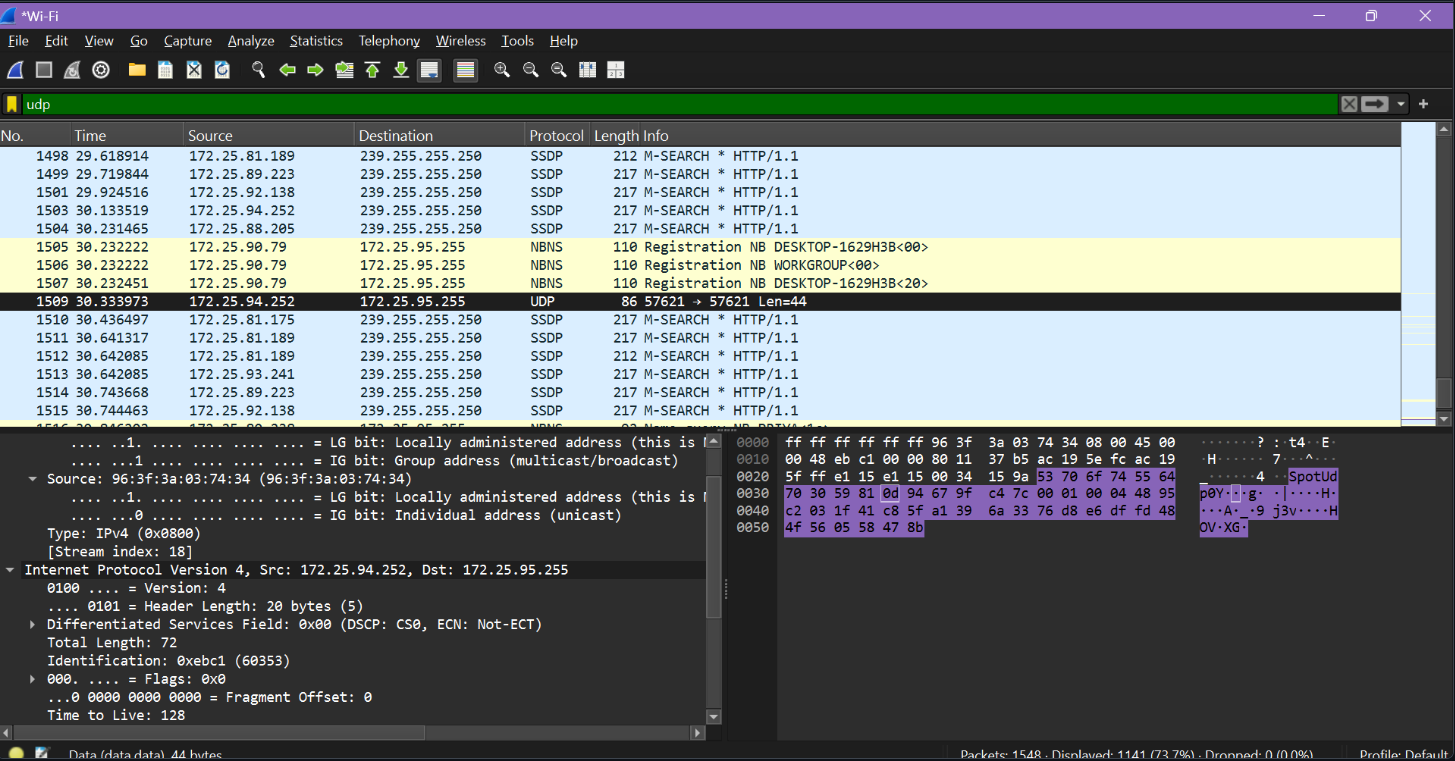 *Wi-Fi
File Edit View Go Capture Analyze Statistics Telephony Wireless Tools Help
udp
No. Time Source Destination Protocol Length Info
1498 29.618914 172.25.81.189 239.255.255.250 SSDP 212 M-SEARCH * HTTP/1.1
1499 29.719844 172.25.89.223 239.255.255.250 SSDP 217 M-SEARCH * HTTP/1.1
1501 29.924516 172.25.92.138 239.255.255.250 SSDP 217 M-SEARCH * HTTP/1.1
1503 30.133519 172.25.94.252 239.255.255.250 SSDP 217 M-SEARCH * HTTP/1.1
1504 30.231465 172.25.88.205 239.255.255.250 SSDP 217 M-SEARCH * HTTP/1.1
1505 30.232222 172.25.90.79 172.25.95.255 NBNS 110 Registration NB DESKTOP-1629H3B<00>
1506 30.232222 172.25.90.79 172.25.95.255 NBNS 110 Registration NB WORKGROUP<00>
1507 30.232451 172.25.90.79 172.25.95.255 NBNS 110 Registration NB DESKTOP-1629H3B<20>
1509 30.333973 172.25.94.252 172.25.95.255 UDP 86 57621 → 57621 Len=44
1510 30.436497 172.25.81.175 239.255.255.250 SSDP 217 M-SEARCH * HTTP/1.1
1511 30.641317 172.25.81.189 239.255.255.250 SSDP 217 M-SEARCH * HTTP/1.1
1512 30.642085 172.25.81.189 239.255.255.250 SSDP 212 M-SEARCH * HTTP/1.1
1513 30.642085 172.25.93.241 239.255.255.250 SSDP 217 M-SEARCH * HTTP/1.1
1514 30.743668 172.25.89.223 239.255.255.250 SSDP 217 M-SEARCH * HTTP/1.1
1515 30.744463 172.25.92.138 239.255.255.250 SSDP 217 M-SEARCH * HTTP/1.1
.... ..1. .... .... .... .... = LG bit: Locally administered address (this is
.... ...1 .... .... .... .... = IG bit: Group address (multicast/broadcast)
Source: 96:3f:3a:03:74:34 (96:3f:3a:03:74:34)
.... ..1. .... .... .... .... = LG bit: Locally administered address (this is
.... ...0 .... .... .... .... = IG bit: Individual address (unicast)
Type: IPv4 (0x0800)
[Stream index: 18]
Internet Protocol Version 4, Src: 172.25.94.252, Dst: 172.25.95.255
0100 .... = Version: 4
.... 0101 = Header Length: 20 bytes (5)
Differentiated Services Field: 0x00 (DSCP: CS0, ECN: Not-ECT)
Total Length: 72
Identification: 0xebc1 (60353)
000. .... = Flags: 0x0
...0 0000 0000 0000 = Fragment Offset: 0
Time to Live: 128
0000 ff ff ff ff ff ff 96 3f 3a 03 74 34 08 00 45 00 ·······? :·t4··E·
0010 00 48 eb c1 00 00 80 11 37 b5 ac 19 5e fc ac 19 ·H······ 7···^···
0020 5f ff e1 15 e1 15 00 34 15 9a 53 70 6f 74 55 64 _······4 ··SpotUd
0030 70 30 59 81 0d 94 67 9f c4 7c 00 01 00 04 48 95 p0Y···g· ·|····H·
0040 c2 03 1f 41 c8 5f a1 39 6a 33 76 d8 e6 df fd 48 ···A·_·9 j3v····H
0050 4f 56 05 58 47 8b OV·XG·
Data (data.data), 44 bytes
Packets: 1548 · Displayed: 1141 (73.7%) · Dropped: 0 (0.0%)
Profile: Default